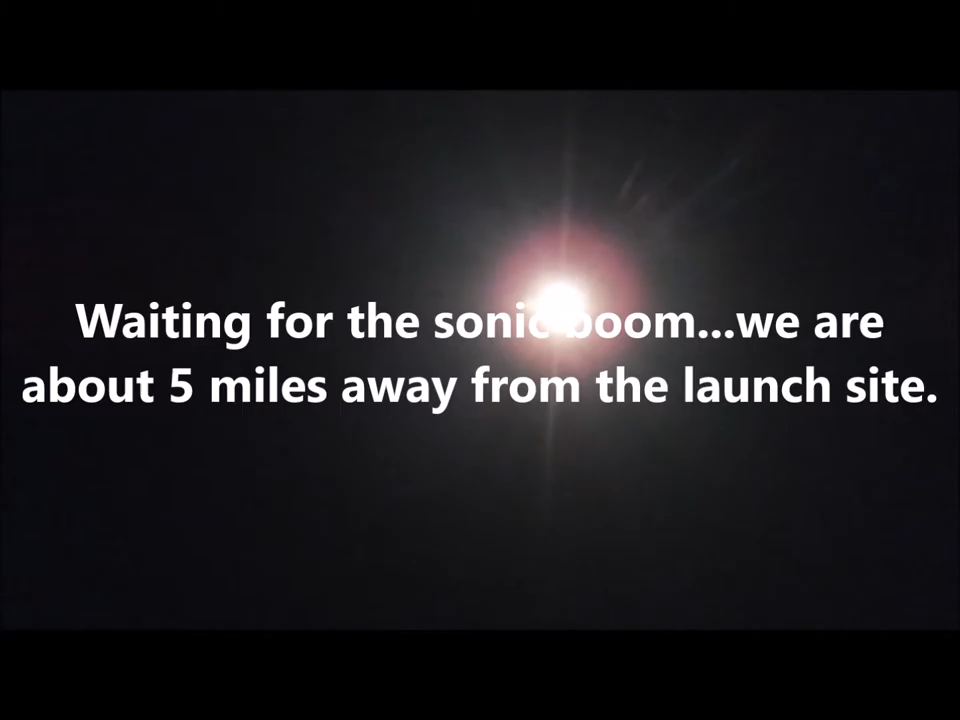 Waiting for the sonic boom...we are
about 5 miles away from the launch site.